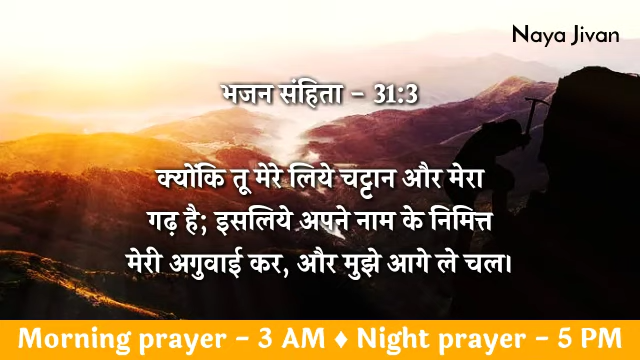 Naya Jivan
भजन संहिता - 31:3
क्योंकि तू मेरे लिये चट्टान और मेरा
गढ़ है; इसलिये अपने नाम के निमित्त
मेरी अगुवाई कर, और मुझे आगे ले चल।
Morning prayer - 3 AM ♦ Night prayer - 5 PM